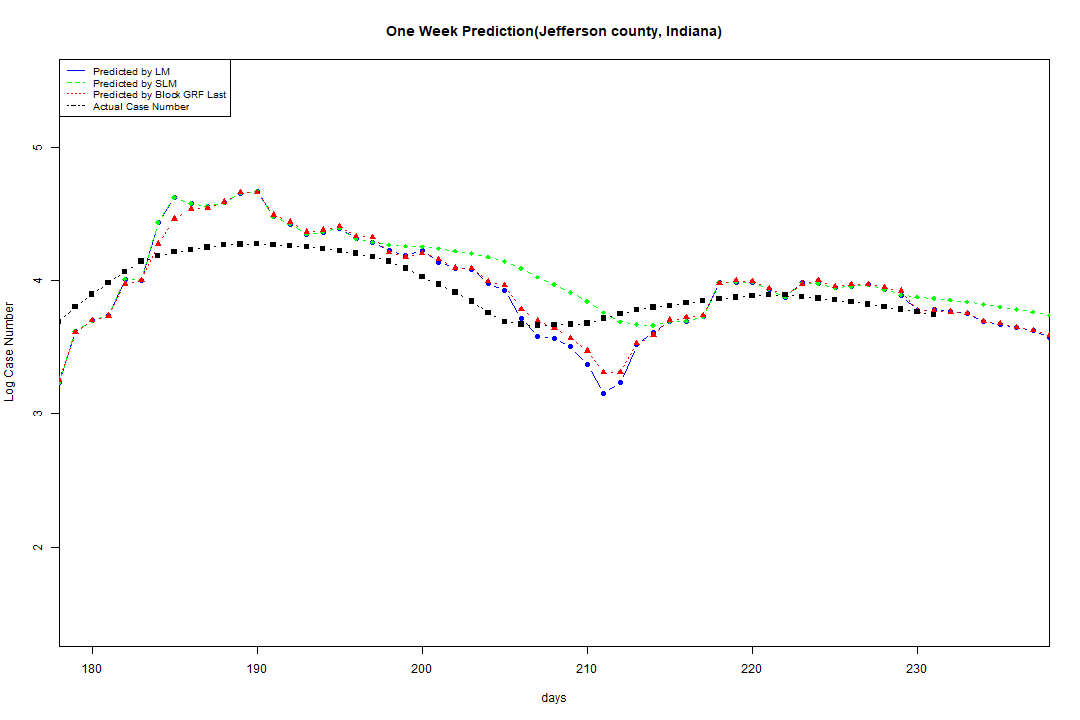 One Week Prediction(Jefferson county, Indiana)
Predicted by LM
Predicted by SLM
Predicted by Block GRF Last
Actual Case Number
5
4
3
2
Log Case Number
180 190 200 210 220 230
days